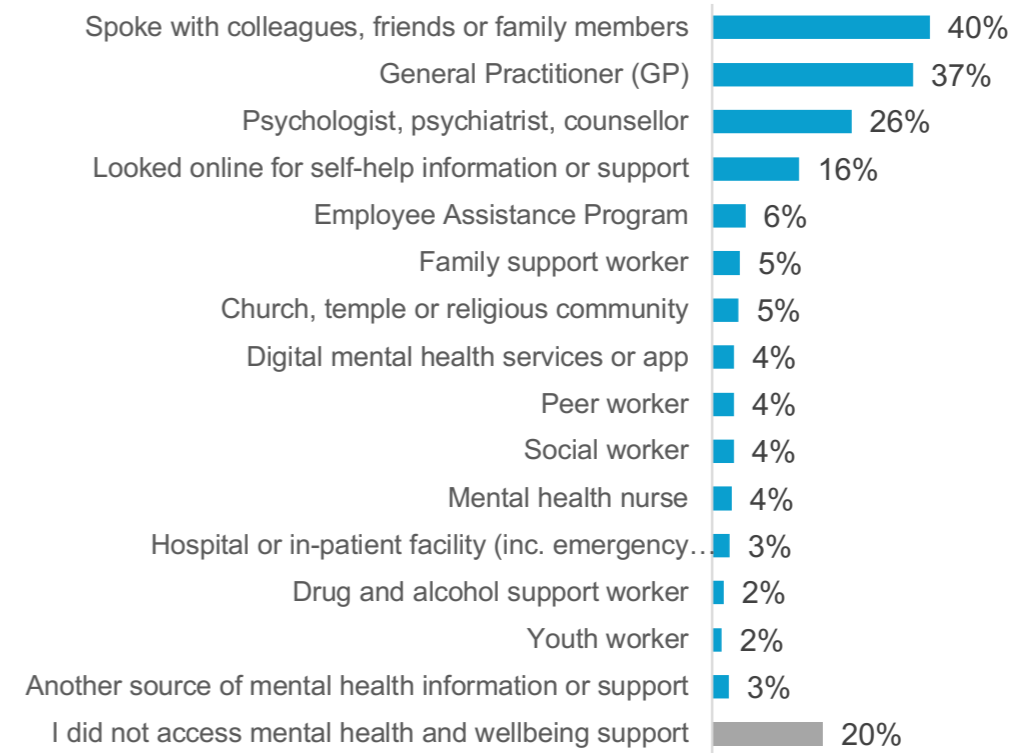 Spoke with colleagues, friends or family members 40%
General Practitioner (GP) 37%
Psychologist, psychiatrist, counsellor 26%
Looked online for self-help information or support 16%
Employee Assistance Program 6%
Family support worker 5%
Church, temple or religious community 5%
Digital mental health services or app 4%
Peer worker 4%
Social worker 4%
Mental health nurse 4%
Hospital or in-patient facility (inc. emergency… 3%
Drug and alcohol support worker 2%
Youth worker 2%
Another source of mental health information or support 3%
I did not access mental health and wellbeing support 20%